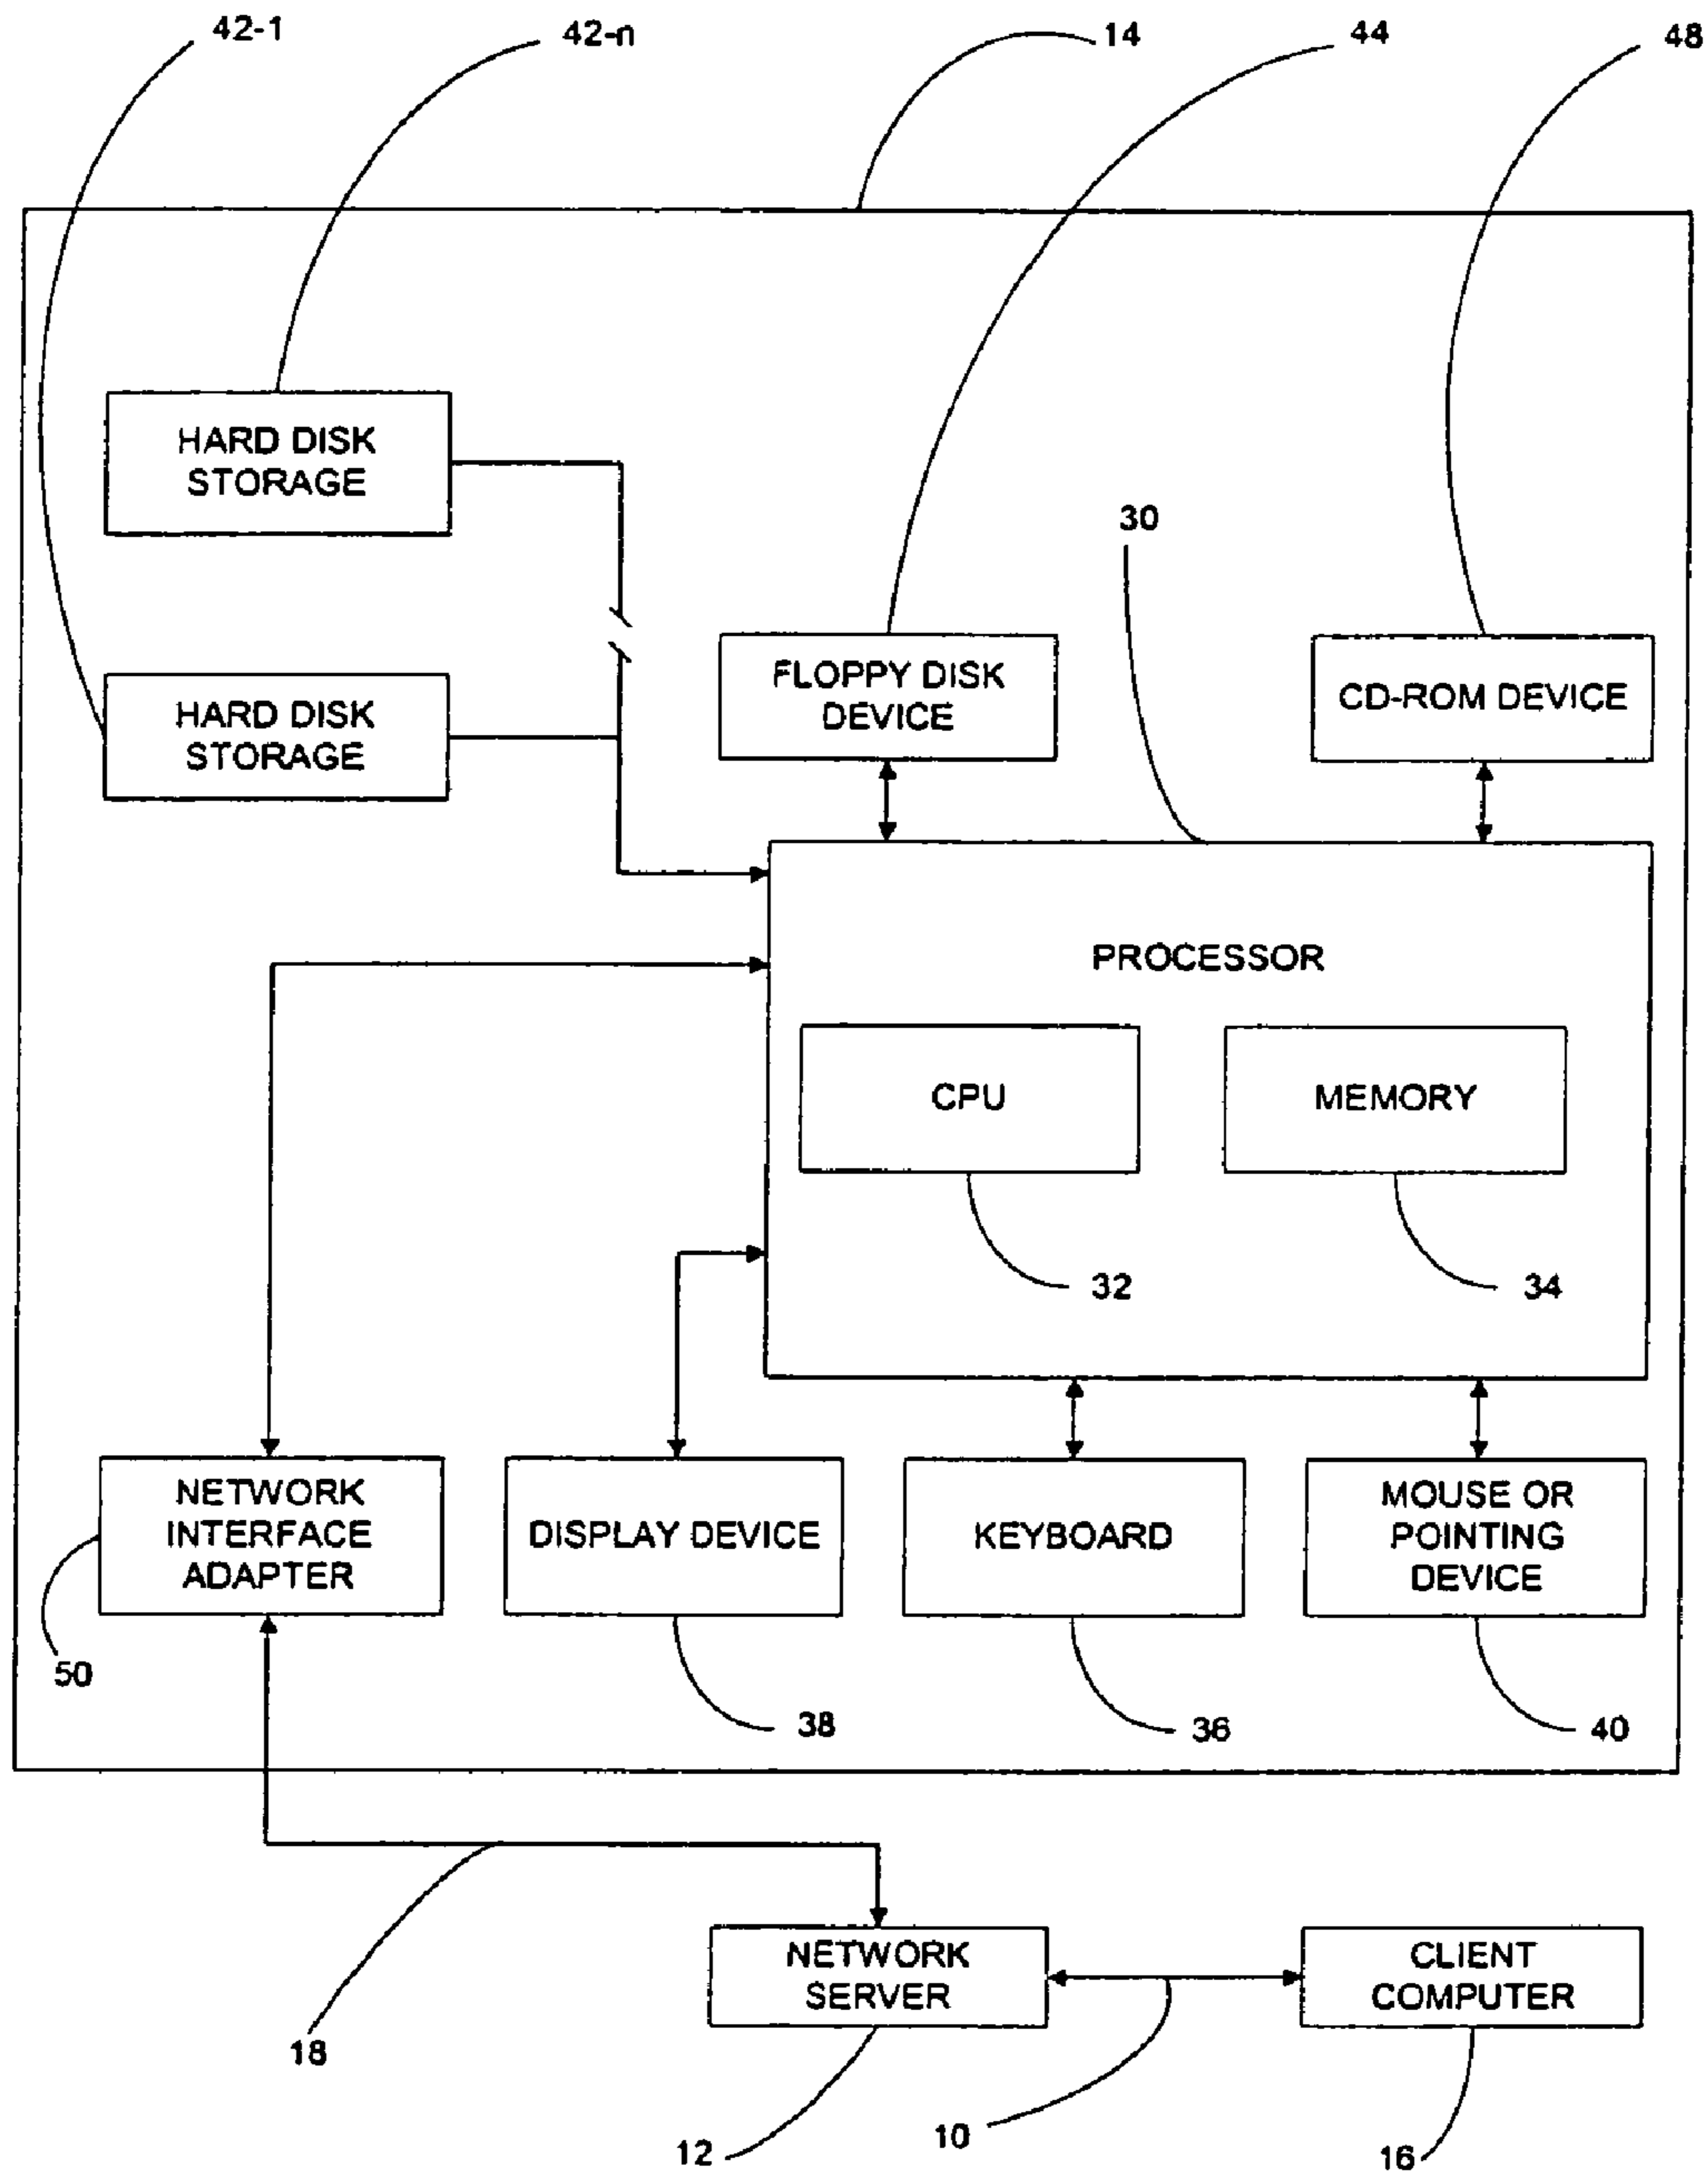 42-1
42-n
14
44
48
HARD DISK
STORAGE
30
FLOPPY DISK
DEVICE
CD-ROM DEVICE
HARD DISK
STORAGE
PROCESSOR
CPU
MEMORY
32
34
NETWORK
INTERFACE
ADAPTER
DISPLAY DEVICE
KEYBOARD
MOUSE OR
POINTING
DEVICE
50
38
36
40
NETWORK
SERVER
CLIENT
COMPUTER
18
12
10
16